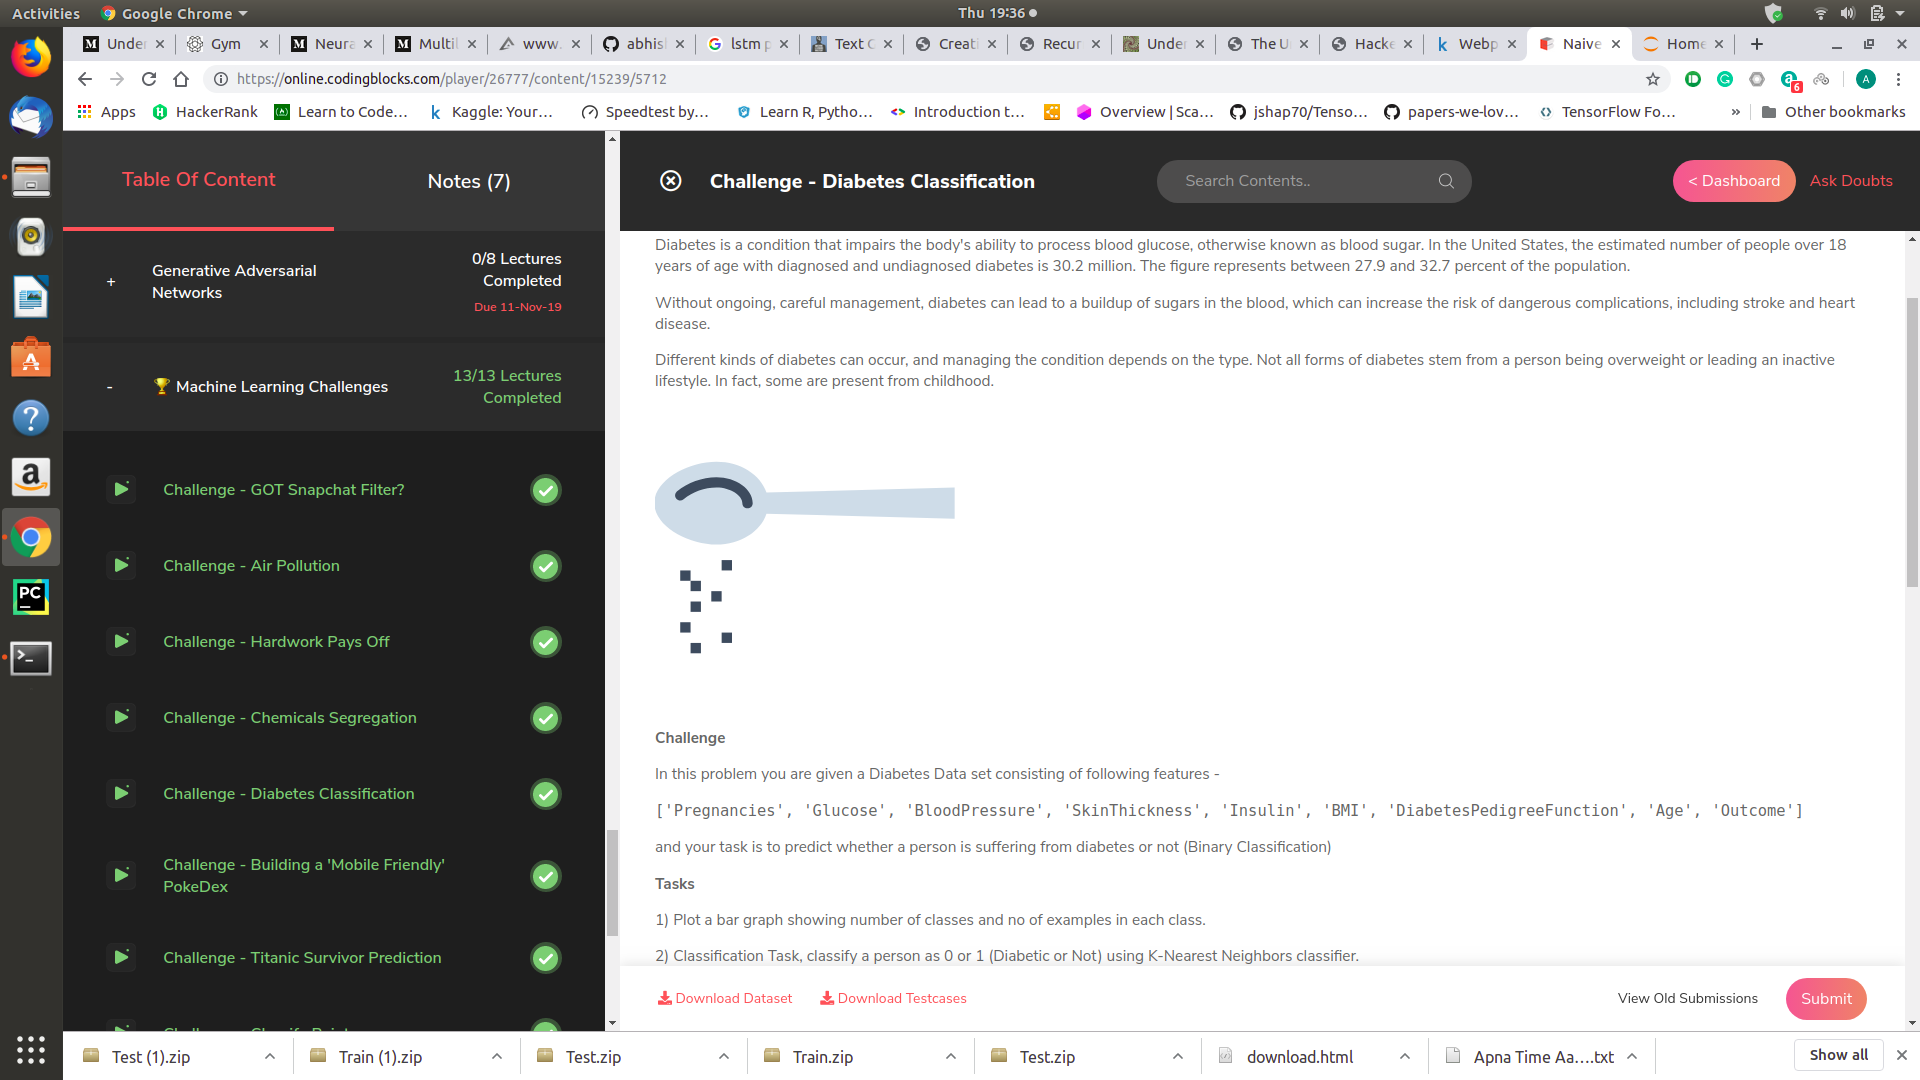 Activities
Google Chrome
Thu 19:36
Under
Gym
Neura
Multil
www.
abhis
lstm p
Text C
Creat
Recur
Under
The U
Hacke
Webp
Naive
Home
https://online.codingblocks.com/player/26777/content/15239/5712
6
A
Apps
HackerRank
Learn to Code...
Kaggle: Your...
Speedtest by...
Learn R, Pytho...
Introduction t...
Overview | Sca...
jshap70/Tenso...
papers-we-lov...
TensorFlow Fo...
»
Other bookmarks
Table Of Content
Notes (7)
Challenge - Diabetes Classification
Search Contents..
< Dashboard
Ask Doubts
+
Generative Adversarial
Networks
0/8 Lectures
Completed
Due 11-Nov-19
-
Machine Learning Challenges
13/13 Lectures
Completed
Challenge - GOT Snapchat Filter?
Challenge - Air Pollution
Challenge - Hardwork Pays Off
Challenge - Chemicals Segregation
Challenge - Diabetes Classification
Challenge - Building a 'Mobile Friendly'
PokeDex
Challenge - Titanic Survivor Prediction
Diabetes is a condition that impairs the body's ability to process blood glucose, otherwise known as blood sugar. In the United States, the estimated number of people over 18
years of age with diagnosed and undiagnosed diabetes is 30.2 million. The figure represents between 27.9 and 32.7 percent of the population.
Without ongoing, careful management, diabetes can lead to a buildup of sugars in the blood, which can increase the risk of dangerous complications, including stroke and heart
disease.
Different kinds of diabetes can occur, and managing the condition depends on the type. Not all forms of diabetes stem from a person being overweight or leading an inactive
lifestyle. In fact, some are present from childhood.
Challenge
In this problem you are given a Diabetes Data set consisting of following features -
['Pregnancies', 'Glucose', 'BloodPressure', 'SkinThickness', 'Insulin', 'BMI', 'DiabetesPedigreeFunction', 'Age', 'Outcome']
and your task is to predict whether a person is suffering from diabetes or not (Binary Classification)
Tasks
1) Plot a bar graph showing number of classes and no of examples in each class.
2) Classification Task, classify a person as 0 or 1 (Diabetic or Not) using K-Nearest Neighbors classifier.
Download Dataset
Download Testcases
View Old Submissions
Submit
Test (1).zip
Train (1).zip
Test.zip
Train.zip
Test.zip
download.html
Apna Time Aa....txt
Show all